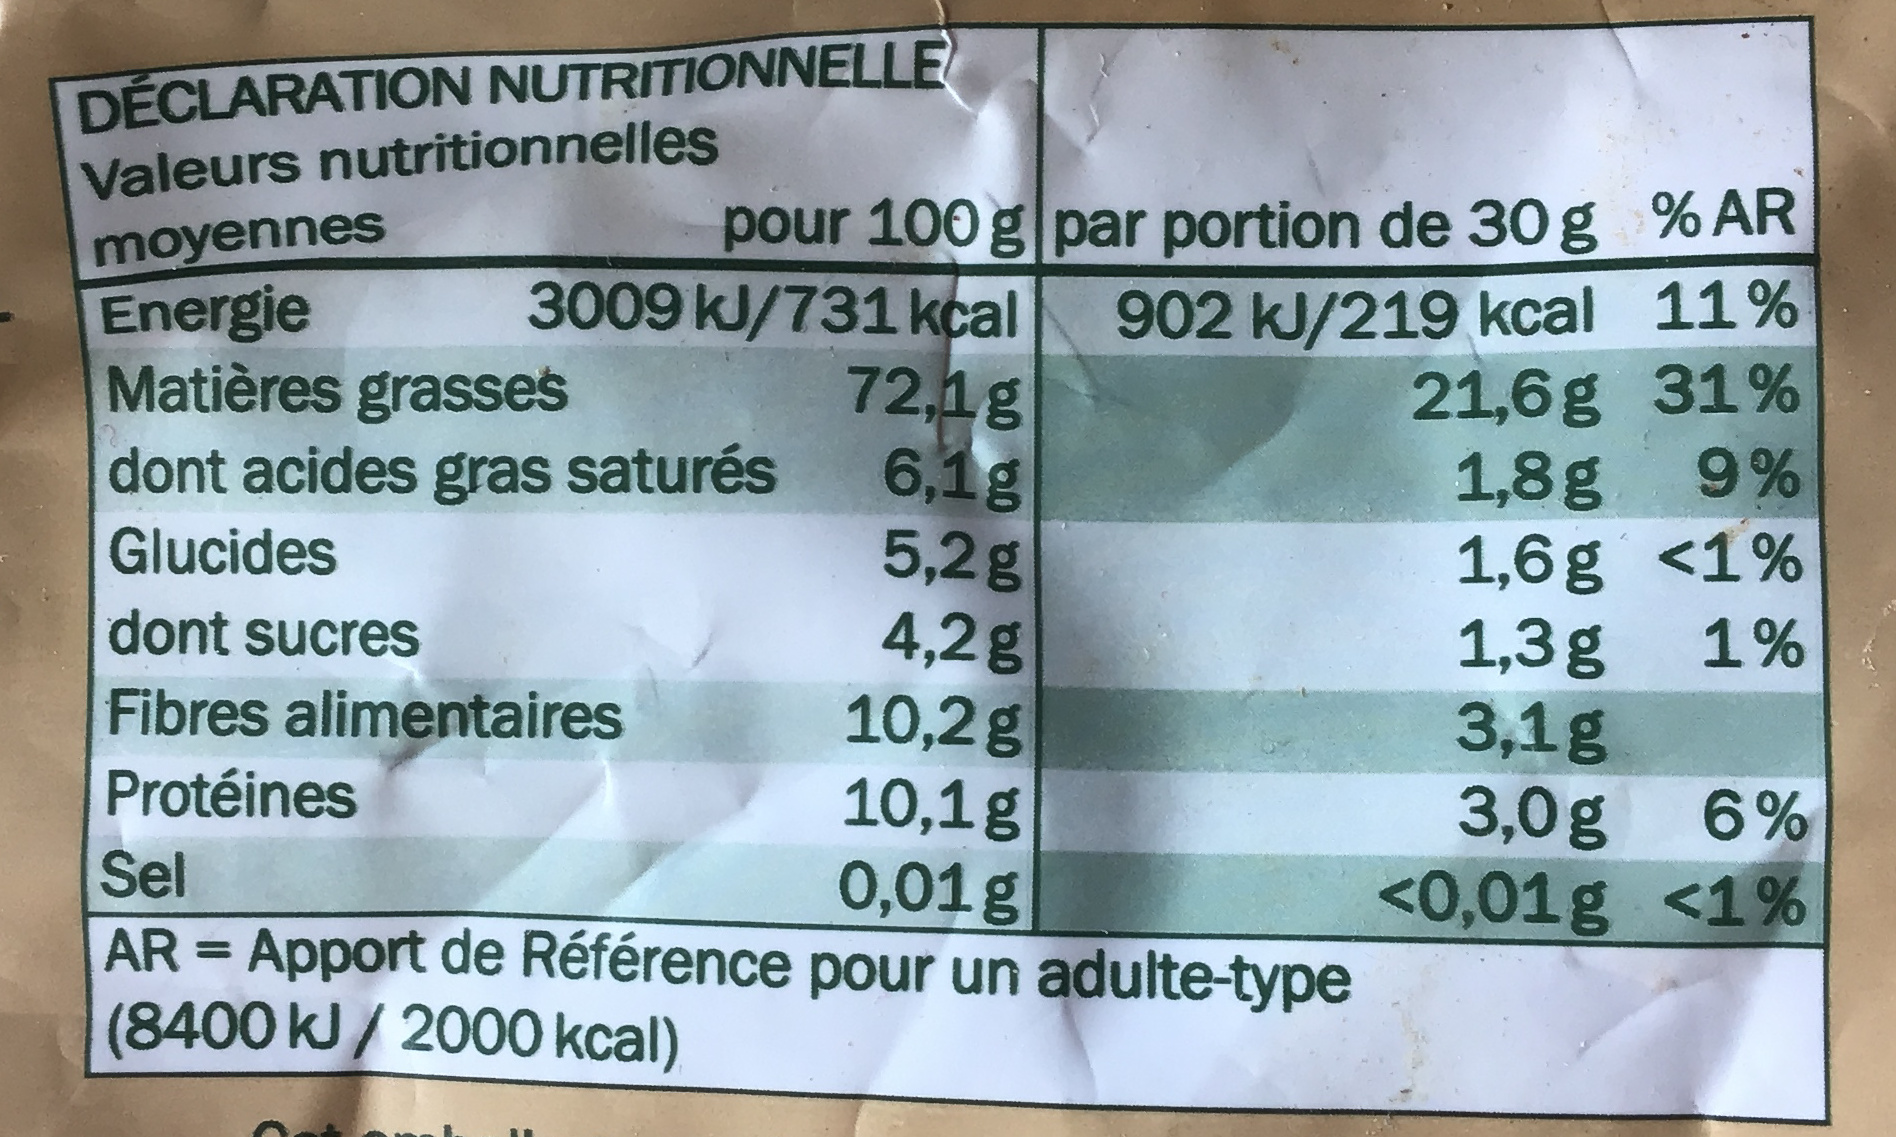 DÉCLARATION NUTRITIONNELLE
Valeurs nutritionnelles
moyennes pour 100 g par portion de 30 g % AR
Energie 3009 kJ/731 kcal 902 kJ/219 kcal 11 %
Matières grasses 72,1 g 21,6 g 31 %
dont acides gras saturés 6,1 g 1,8 g 9 %
Glucides 5,2 g 1,6 g <1 %
dont sucres 4,2 g 1,3 g 1 %
Fibres alimentaires 10,2 g 3,1 g
Protéines 10,1 g 3,0 g 6 %
Sel 0,01 g <0,01 g <1 %
AR = Apport de Référence pour un adulte-type
(8400 kJ / 2000 kcal)